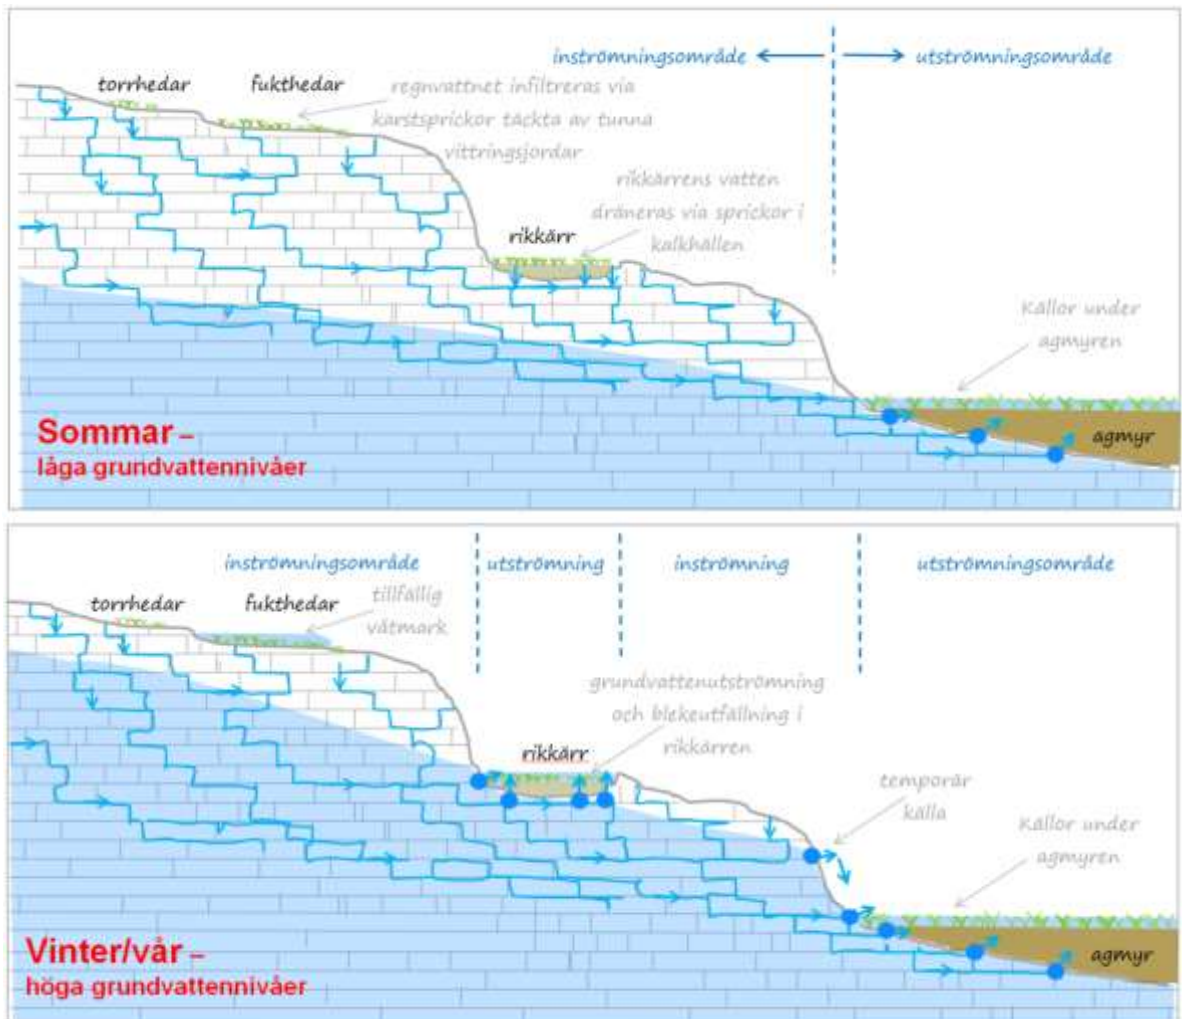 inströmningsområde
utströmningsområde
torrhedar
fukthedar
regnvattnet infiltreras via
karstsprickor täckta av tunna
vittringsjordar
rikkärrens vatten
dräneras via sprickor i
kalkhällen
rikkärr
Källor under
agmyren
Sommar –
låga grundvattennivåer
agmyr
inströmningsområde
utströmning
inströmning
utströmningsområde
torrhedar
fukthedar
tillfällig
våtmark
grundvattenutströmning
och blekeutfällning i
rikkärren
rikkärr
temporär
källa
Källor under
agmyren
Vinter/vår –
höga grundvattennivåer
agmyr